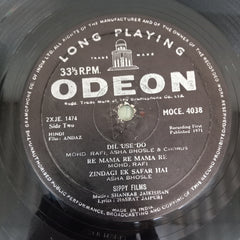 LONG PLAYING
TRADE MARK
33⅓ R.P.M.
ODEON
2XJE. 1474
Side Two
MOCE. 4038
HINDI
Film: ANDAZ
Recording First
Published 1971
DIL USE DO
MOHD RAFI, ASHA BHOSLE & CHORUS
RE MAMA RE MAMA RE
MOHD. RAFI
ZINDAGI EK SAFAR HAI
ASHA BHOSLE
SIPPY FILMS
Music: SHANKAR JAIKISHAN
Lyrics: HASRAT JAIPURI
MADE IN INDIA